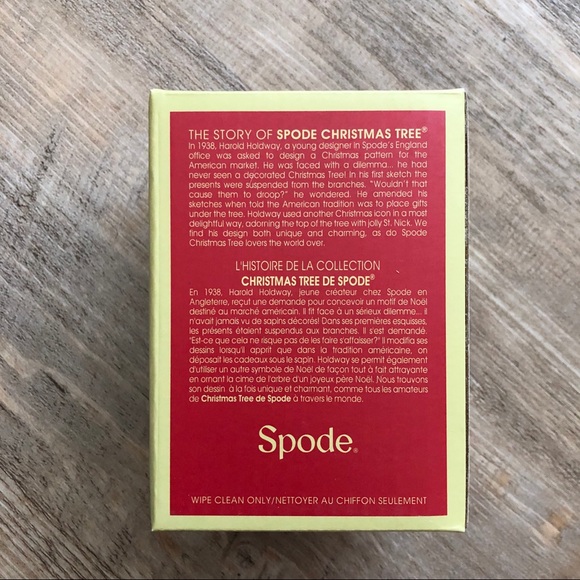 THE STORY OF SPODE CHRISTMAS TREE®
In 1938, Harold Holdway, a young designer in Spode's England
office was asked to design a Christmas pattern for the
American market. He was faced with a dilemma... he had
never seen a decorated Christmas Tree! In his first sketch the
presents were suspended from the branches. "Wouldn't that
cause them to droop?" he wondered. He amended his
sketches when told the American tradition was to place gifts
under the tree. Holdway used another Christmas icon in a most
delightful way, adorning the top of the tree with jolly St. Nick. We
find his design both unique and charming, as do Spode
Christmas Tree lovers the world over.
L'HISTOIRE DE LA COLLECTION
CHRISTMAS TREE DE SPODE®
En 1938, Harold Holdway, jeune créateur chez Spode en
Angleterre, reçut une demande pour concevoir un motif de Noël
destiné au marché américain. Il fit face à un sérieux dilemme... il
n'avait jamais vu de sapins décorés! Dans ses premières esquisses,
les présents étaient suspendus aux branches. Il s'est demandé.
"Est-ce que cela ne risque pas de les faire s'affaisser?" Il modifia ses
dessins lorsqu'il apprit que dans la tradition américaine, on
déposait les cadeaux sous le sapin. Holdway se permit également
d'utiliser un autre symbole de Noël de façon tout à fait attrayante
en ornant la cime de l'arbre d'un joyeux père Noël. Nous trouvons
son dessin à la fois unique et charmant, comme tous les amateurs
de Christmas Tree de Spode à travers le monde.
Spode®
WIPE CLEAN ONLY/NETTOYER AU CHIFFON SEULEMENT